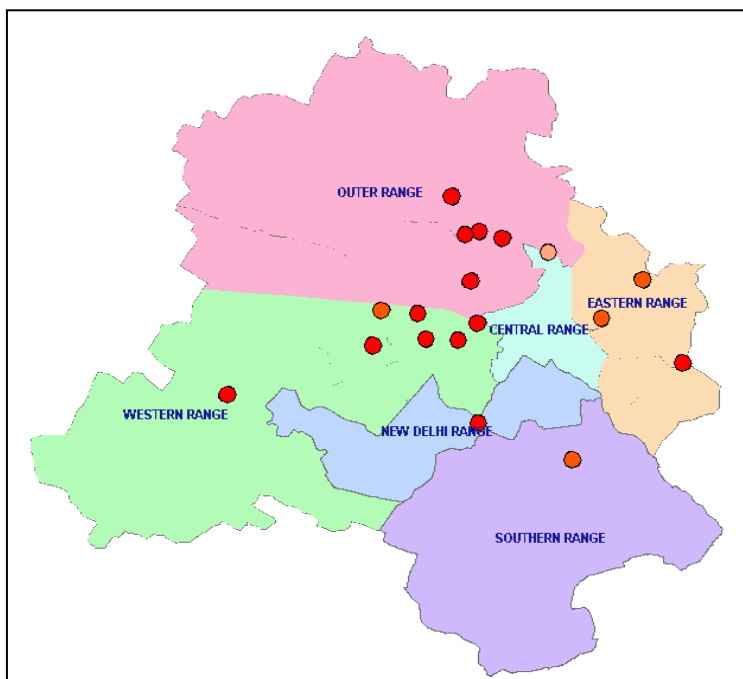 OUTER RANGE
EASTERN RANGE
CENTRAL RANGE
WESTERN RANGE
NEW DELHI RANGE
SOUTHERN RANGE